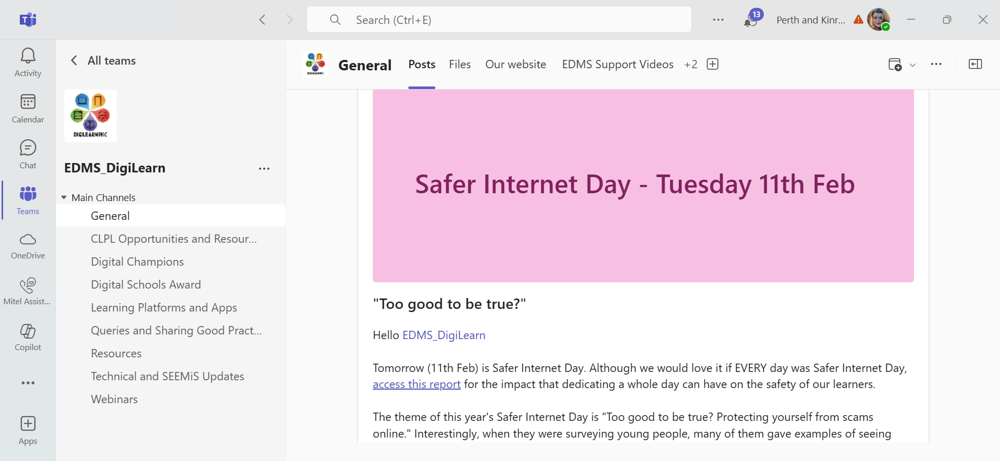 Search (Ctrl+E)
13
Perth and Kinr...
Activity
Calendar
Chat
Teams
OneDrive
Mitel Assist...
Copilot
Apps
All teams
DIGILEARNPKC
EDMS_DigiLearn
Main Channels
General
CLPL Opportunities and Resour...
Digital Champions
Digital Schools Award
Learning Platforms and Apps
Queries and Sharing Good Pract...
Resources
Technical and SEEMiS Updates
Webinars
DIGILEARNPKC
General
Posts
Files
Our website
EDMS Support Videos
+2
Safer Internet Day - Tuesday 11th Feb
"Too good to be true?"
Hello EDMS_DigiLearn
Tomorrow (11th Feb) is Safer Internet Day. Although we would love it if EVERY day was Safer Internet Day,
access this report for the impact that dedicating a whole day can have on the safety of our learners.
The theme of this year's Safer Internet Day is "Too good to be true? Protecting yourself from scams
online." Interestingly, when they were surveying young people, many of them gave examples of seeing